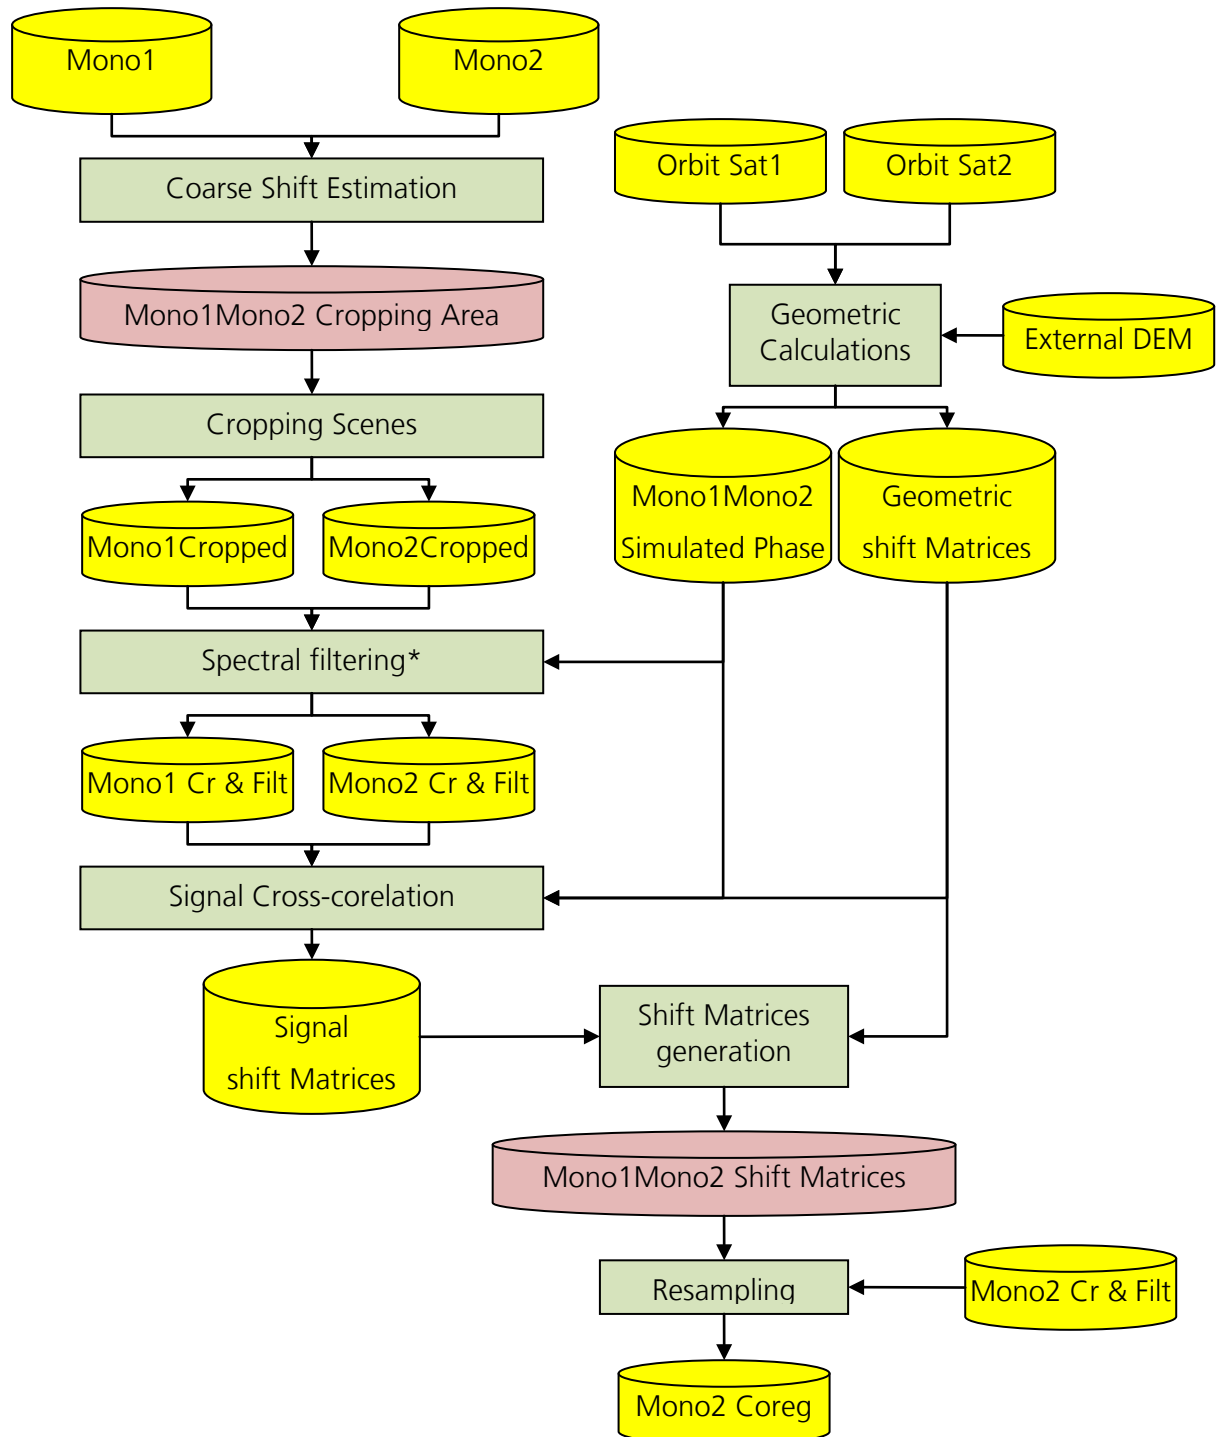 Mono1
Mono2
Coarse Shift Estimation
Orbit Sat1
Orbit Sat2
Mono1Mono2 Cropping Area
Geometric
Calculations
External DEM
Cropping Scenes
Mono1Cropped
Mono2Cropped
Mono1Mono2
Simulated Phase
Geometric
shift Matrices
Spectral filtering*
Mono1 Cr & Filt
Mono2 Cr & Filt
Signal Cross-corelation
Signal
shift Matrices
Shift Matrices
generation
Mono1Mono2 Shift Matrices
Resampling
Mono2 Cr & Filt
Mono2 Coreg